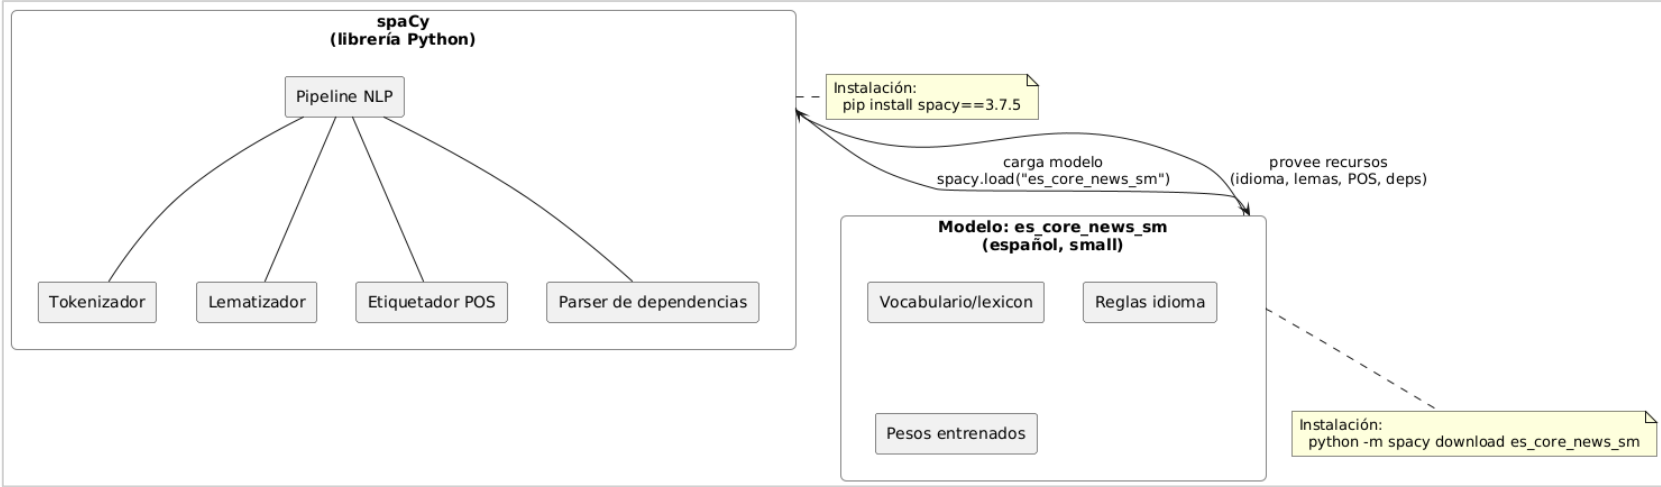 spaCy
(librería Python)
Pipeline NLP
Tokenizador
Lematizador
Etiquetador POS
Parser de dependencias
Instalación:
pip install spacy==3.7.5
carga modelo
spacy.load("es_core_news_sm")
provee recursos
(idioma, lemas, POS, deps)
Modelo: es_core_news_sm
(español, small)
Vocabulario/lexicon
Reglas idioma
Pesos entrenados
Instalación:
python -m spacy download es_core_news_sm